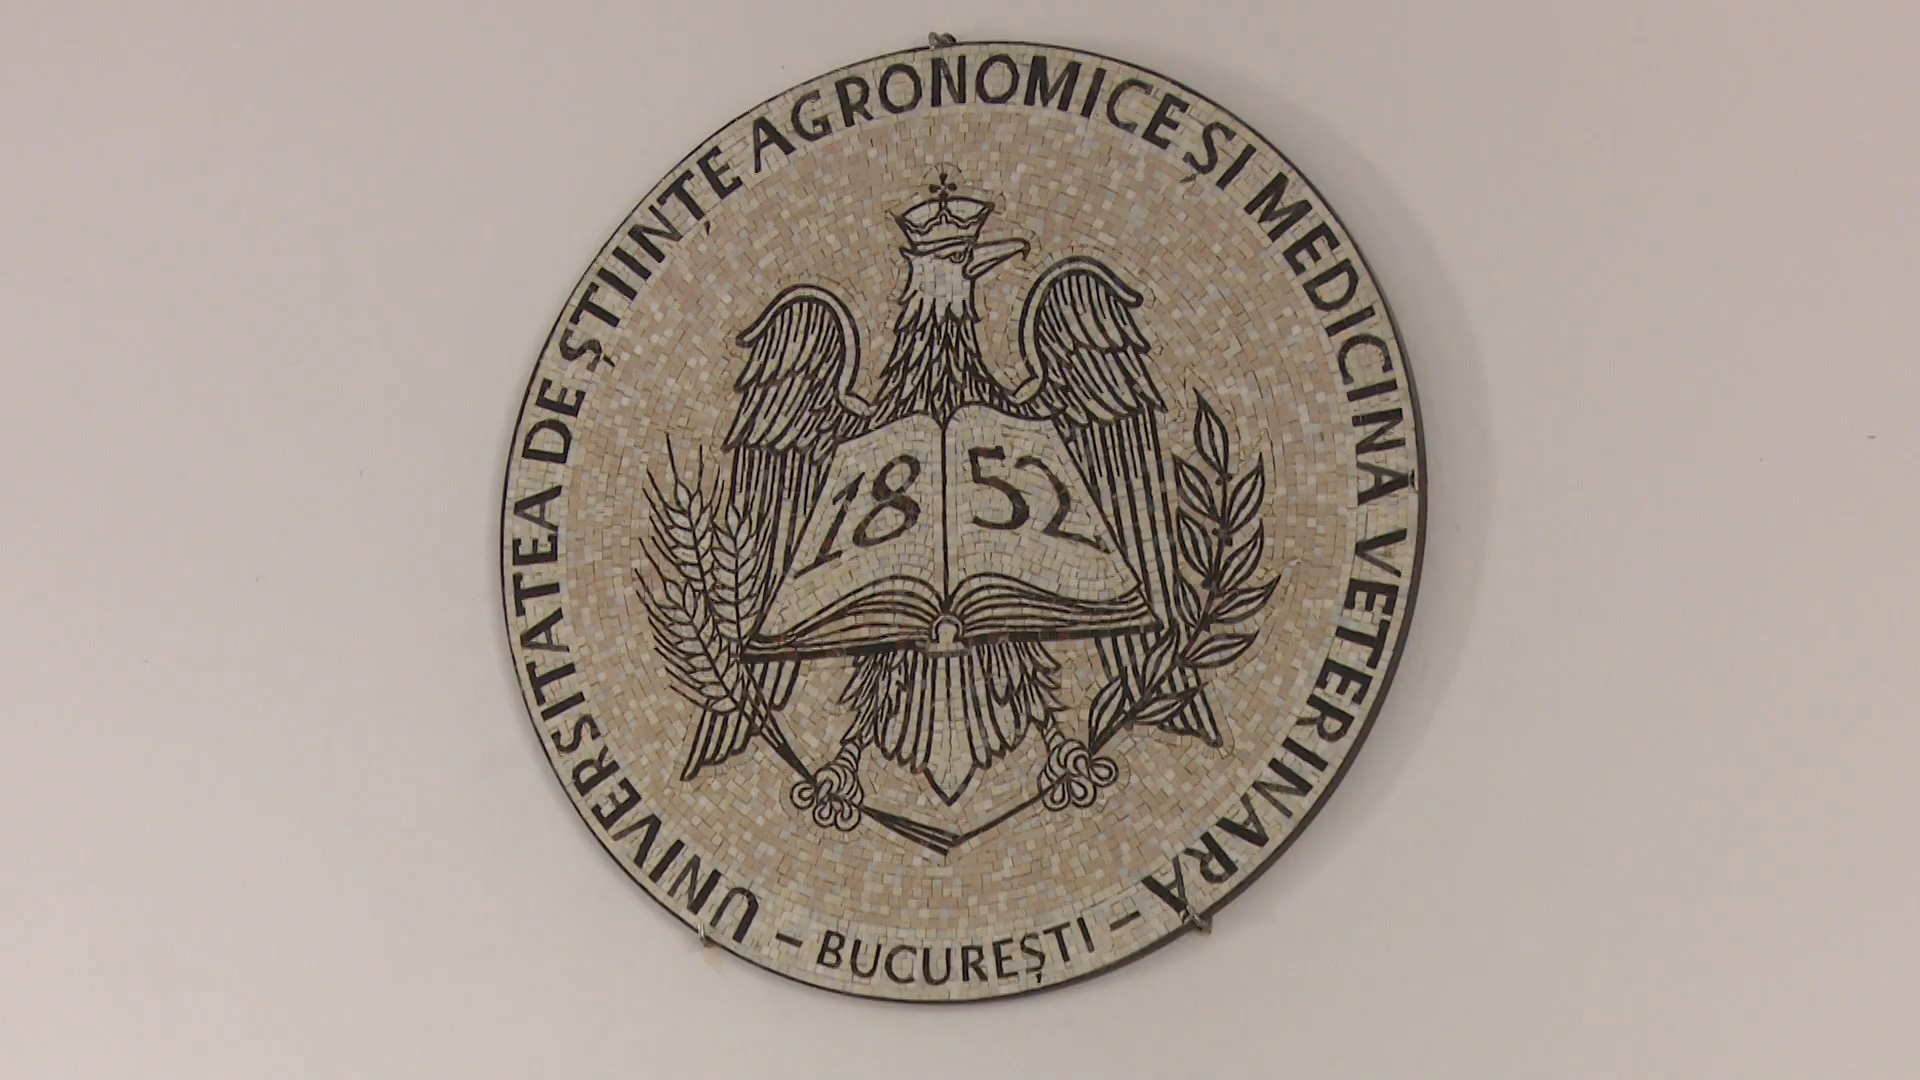 UNIVERSITATEA DE ȘTIINȚE AGRONOMICE ȘI MEDICINĂ VETERINARĂ
– BUCUREȘTI –
1852